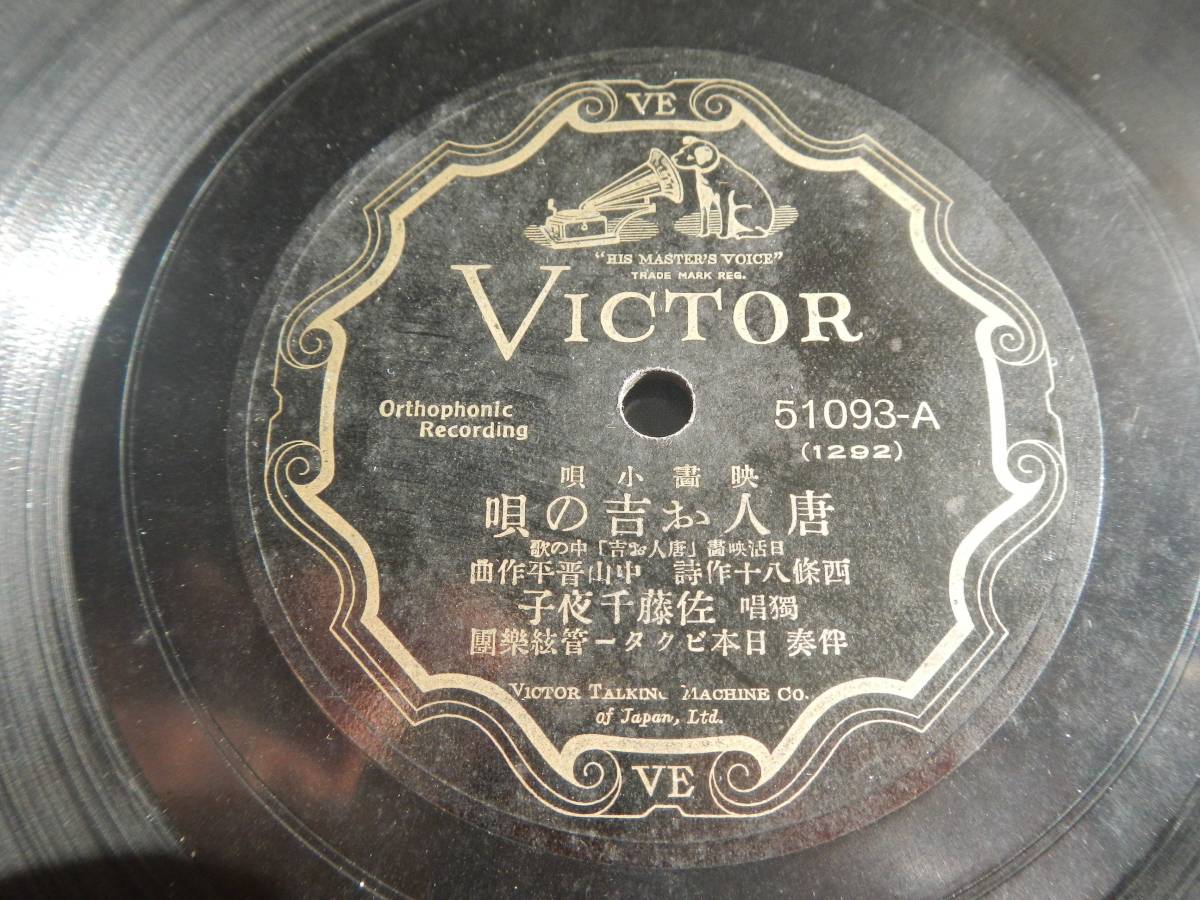 VE
"HIS MASTER'S VOICE"
TRADE MARK REG.
VICTOR
Orthophonic
Recording
51093-A
(1292)
映畫小唄
唐人お吉の唄
日活映畫「唐人お吉」中の歌
西條八十作詩 中山晋平作曲
獨唱 佐藤千夜子
伴奏 日本ビクター管絃樂團
VICTOR TALKING MACHINE CO.
of Japan, Ltd.
VE